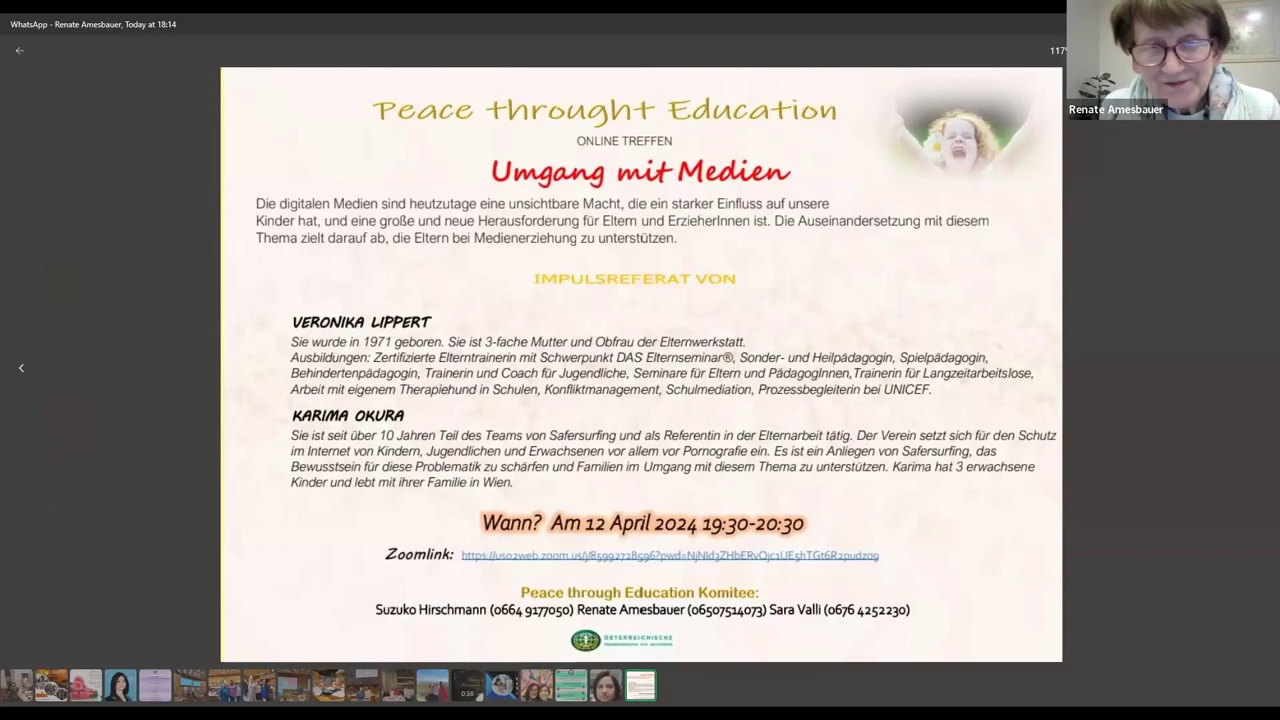 WhatsApp - Renate Amesbauer, Today at 18:14
117%
Renate Amesbauer
Peace throught Education
ONLINE TREFFEN
Umgang mit Medien
Die digitalen Medien sind heutzutage eine unsichtbare Macht, die ein starker Einfluss auf unsere
Kinder hat, und eine große und neue Herausforderung für Eltern und ErzieherInnen ist. Die Auseinandersetzung mit diesem
Thema zielt darauf ab, die Eltern bei Medienerziehung zu unterstützen.
IMPULSREFERAT VON
VERONIKA LIPPERT
Sie wurde in 1971 geboren. Sie ist 3-fache Mutter und Obfrau der Elternwerkstatt.
Ausbildungen: Zertifizierte Elterntrainerin mit Schwerpunkt DAS Elternseminar®, Sonder- und Heilpädagogin, Spielpädagogin,
Behindertenpädagogin, Trainerin und Coach für Jugendliche, Seminare für Eltern und PädagogInnen,Trainerin für Langzeitarbeitslose,
Arbeit mit eigenem Therapiehund in Schulen, Konfliktmanagement, Schulmediation, Prozessbegleiterin bei UNICEF.
KARIMA OKURA
Sie ist seit über 10 Jahren Teil des Teams von Safersurfing und als Referentin in der Elternarbeit tätig. Der Verein setzt sich für den Schutz
im Internet von Kindern, Jugendlichen und Erwachsenen vor allem vor Pornografie ein. Es ist ein Anliegen von Safersurfing, das
Bewusstsein für diese Problematik zu schärfen und Familien im Umgang mit diesem Thema zu unterstützen. Karima hat 3 erwachsene
Kinder und lebt mit ihrer Familie in Wien.
Wann? Am 12 April 2024 19:30-20:30
Zoomlink:
Peace through Education Komitee:
Suzuko Hirschmann (0664 9177050) Renate Amesbauer (06507514073) Sara Valli (0676 4252230)
ÖSTERREICHISCHE
0:38